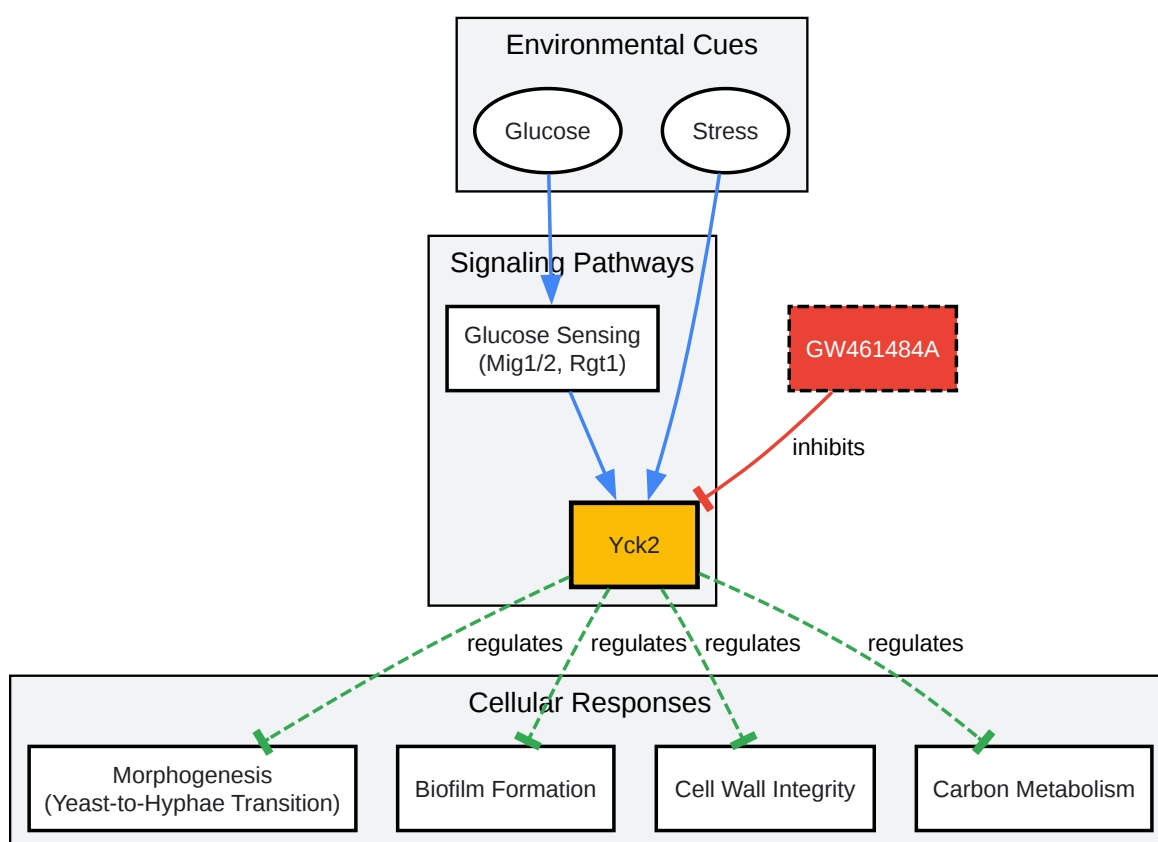 Environmental Cues
Glucose
Stress
Signaling Pathways
Glucose Sensing
(Mig1/2, Rgt1)
GW461484A
inhibits
Yck2
regulates
regulates
regulates
regulates
Cellular Responses
Morphogenesis
(Yeast-to-Hyphae Transition)
Biofilm Formation
Cell Wall Integrity
Carbon Metabolism